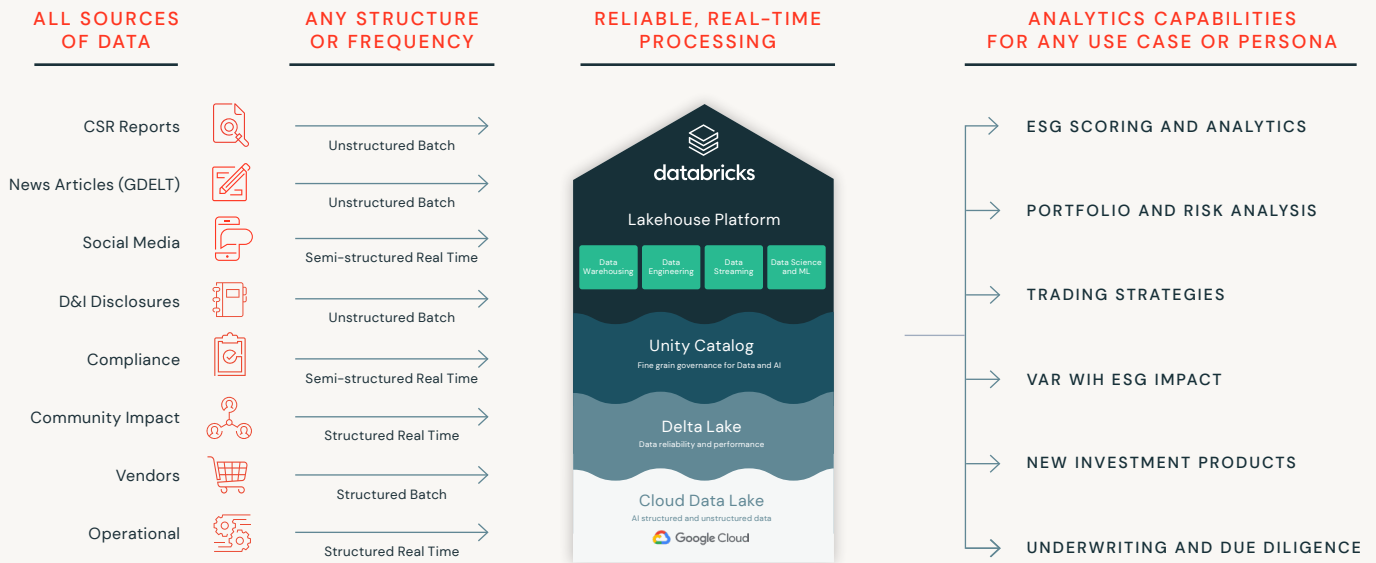 ALL SOURCES
OF DATA
ANY STRUCTURE
OR FREQUENCY
RELIABLE, REAL-TIME
PROCESSING
ANALYTICS CAPABILITIES
FOR ANY USE CASE OR PERSONA
CSR Reports
Unstructured Batch
News Articles (GDELT)
Unstructured Batch
Social Media
Semi-structured Real Time
D&I Disclosures
Unstructured Batch
Compliance
Semi-structured Real Time
Community Impact
Structured Real Time
Vendors
Structured Batch
Operational
Structured Real Time
databricks
Lakehouse Platform
Data
Warehousing
Data
Engineering
Data
Streaming
Data Science
and ML
Unity Catalog
Fine grain governance for Data and AI
Delta Lake
Data reliability and performance
Cloud Data Lake
AI structured and unstructured data
Google Cloud
ESG SCORING AND ANALYTICS
PORTFOLIO AND RISK ANALYSIS
TRADING STRATEGIES
VAR WIH ESG IMPACT
NEW INVESTMENT PRODUCTS
UNDERWRITING AND DUE DILIGENCE